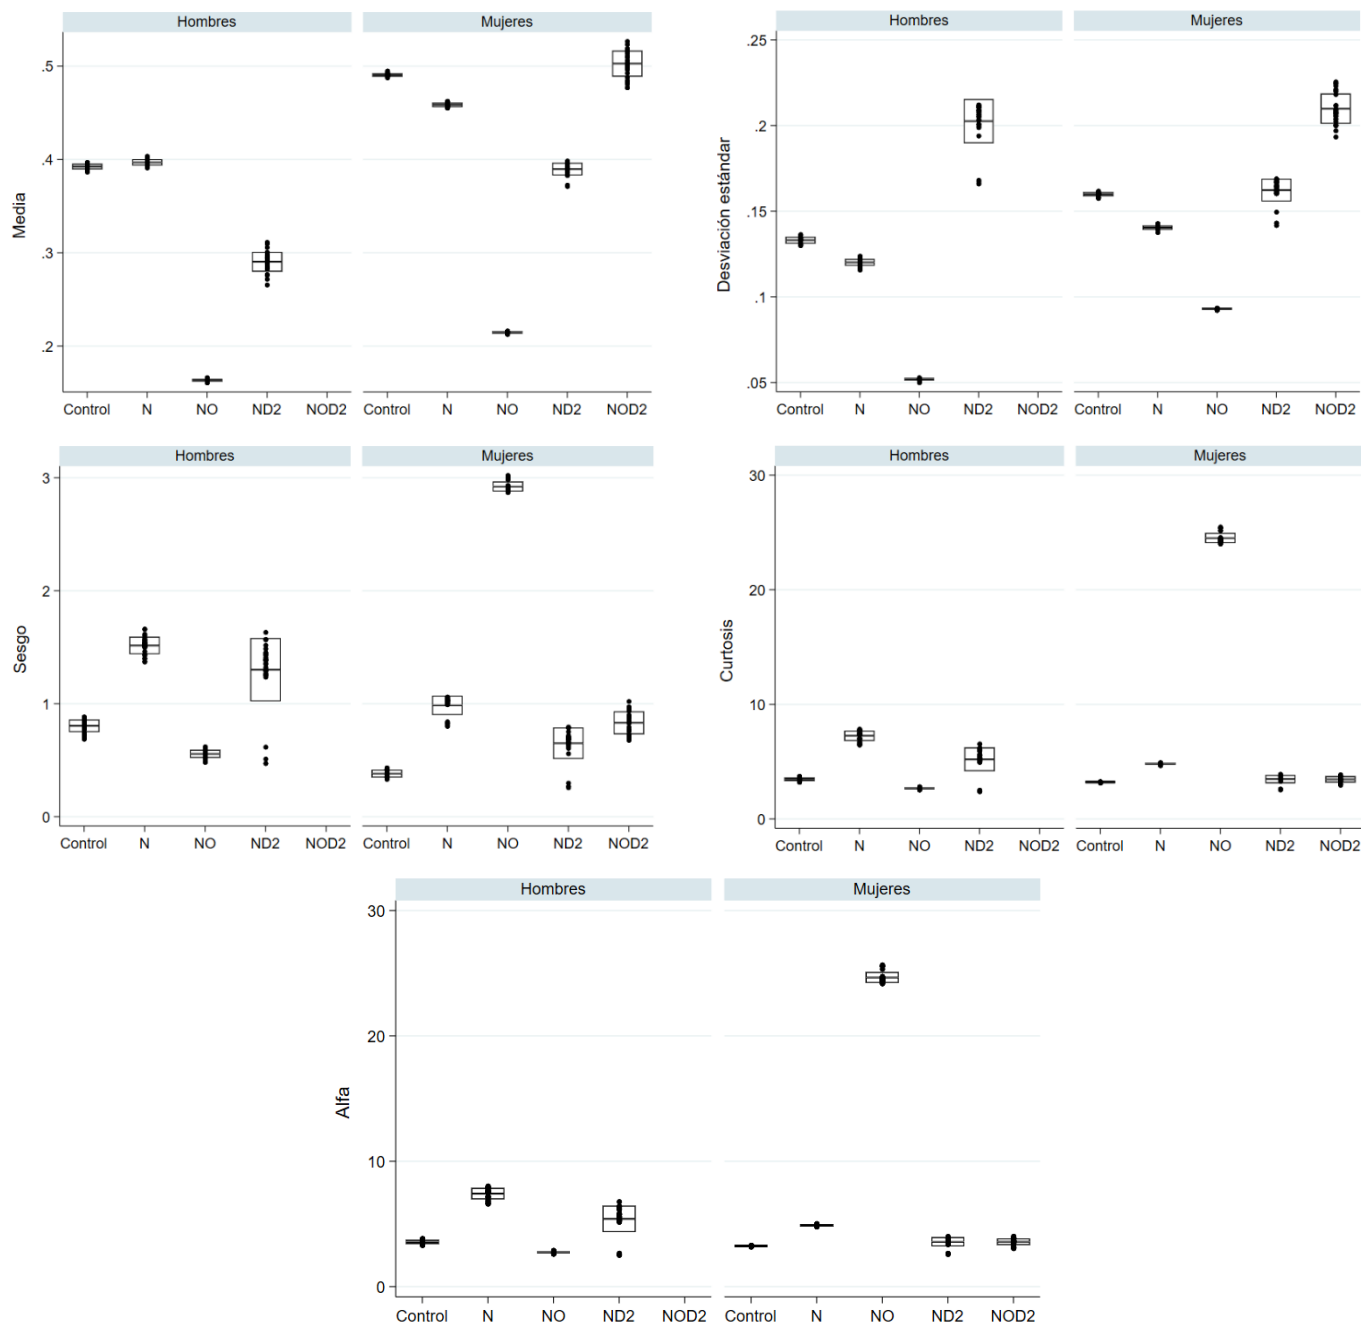 Hombres Mujeres
Media
.5
.4
.3
.2
Control N NO ND2 NOD2 Control N NO ND2 NOD2
Hombres Mujeres
Desviación estándar
.25
.2
.15
.1
.05
Control N NO ND2 NOD2 Control N NO ND2 NOD2
Hombres Mujeres
Sesgo
3
2
1
0
Control N NO ND2 NOD2 Control N NO ND2 NOD2
Hombres Mujeres
Curtosis
30
20
10
0
Control N NO ND2 NOD2 Control N NO ND2 NOD2
Hombres Mujeres
Alfa
30
20
10
0
Control N NO ND2 NOD2 Control N NO ND2 NOD2